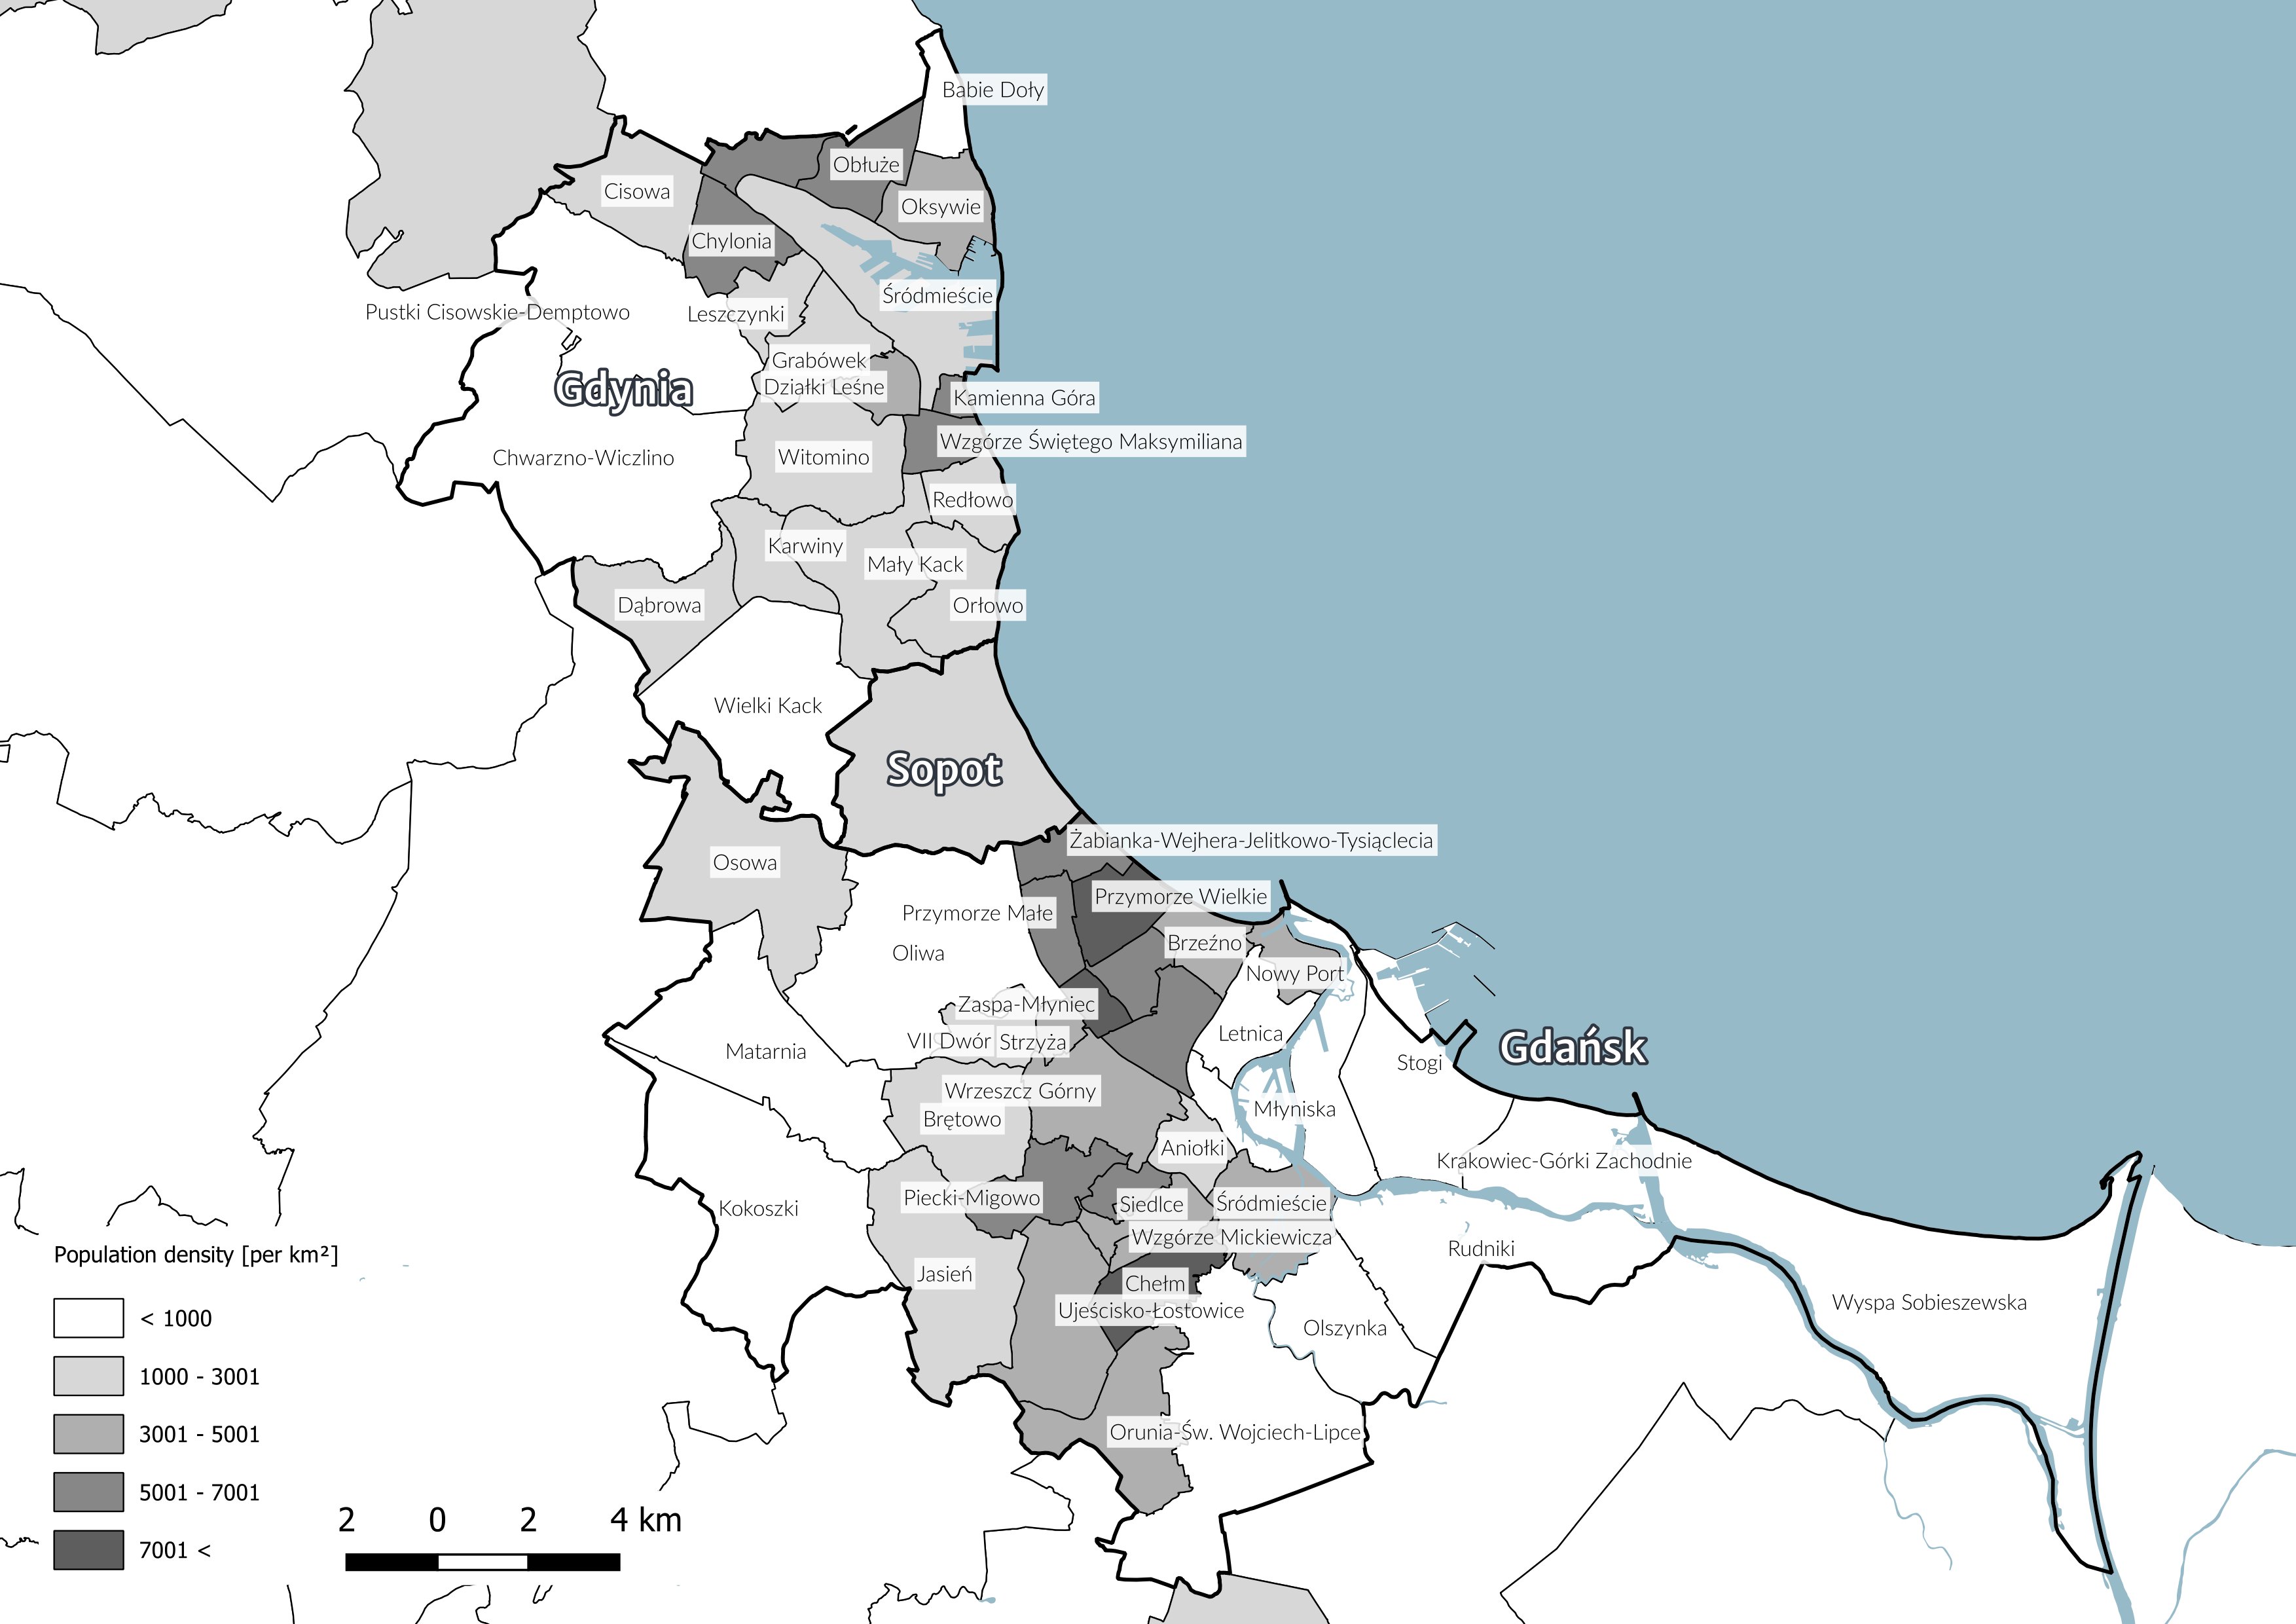 Babie Doły
Obłuże
Cisowa
Oksywie
Chylonia
Śródmieście
Pustki Cisowskie-Demptowo
Leszczynki
Grabówek
Działki Leśne
Gdynia
Kamienna Góra
Wzgórze Świętego Maksymiliana
Chwarzno-Wiczlino
Witomino
Redłowo
Karwiny
Mały Kack
Dąbrowa
Orłowo
Wielki Kack
Sopot
Żabianka-Wejhera-Jelitkowo-Tysiąclecia
Osowa
Przymorze Wielkie
Przymorze Małe
Brzeźno
Oliwa
Nowy Port
Zaspa-Młyniec
Letnica
VII Dwór
Strzyża
Gdańsk
Matarnia
Stogi
Wrzeszcz Górny
Młyniska
Brętowo
Aniołki
Krakowiec-Górki Zachodnie
Piecki-Migowo
Siedlce
Śródmieście
Kokoszki
Wzgórze Mickiewicza
Rudniki
Jasień
Chełm
Ujeścisko-Łostowice
Wyspa Sobieszewska
Olszynka
Orunia-Św. Wojciech-Lipce
Population density [per km²]
< 1000
1000 - 3001
3001 - 5001
5001 - 7001
7001 <
2 0 2 4 km